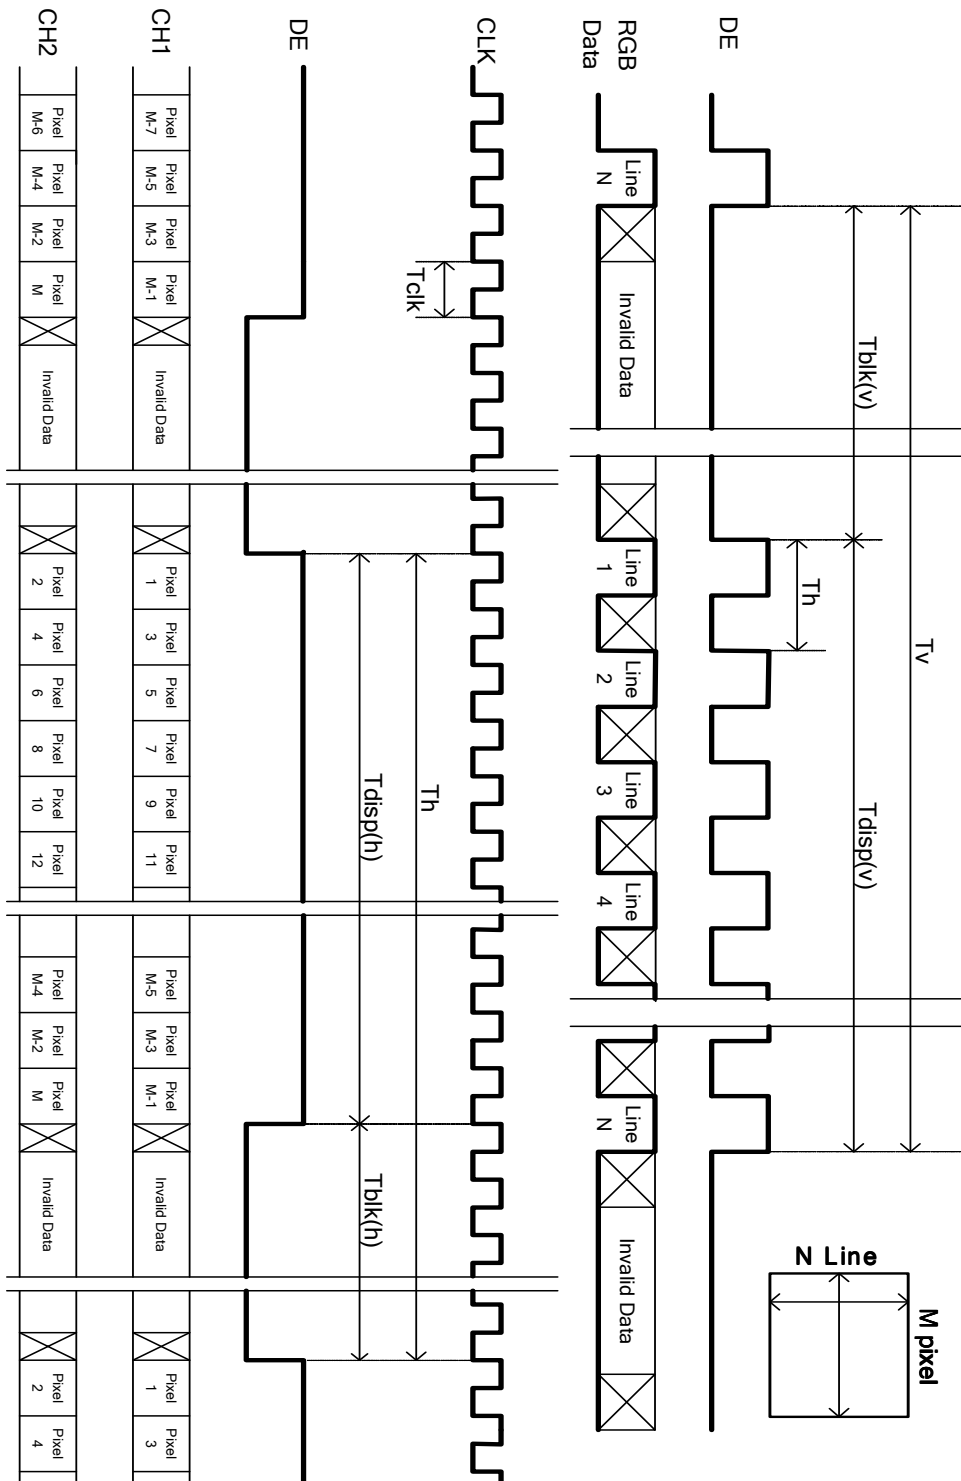 Tv
Tblk(v)
Tdisp(v)
Th
DE
RGB
Data
Line
N
Invalid Data
Line
1
Line
2
Line
3
Line
4
Line
N
Invalid Data
N Line
M pixel
CLK
Tclk
Th
Tdisp(h)
Tblk(h)
DE
CH1
Pixel
M-7
Pixel
M-5
Pixel
M-3
Pixel
M-1
Invalid Data
Pixel
1
Pixel
3
Pixel
5
Pixel
7
Pixel
9
Pixel
11
Pixel
M-5
Pixel
M-3
Pixel
M-1
Invalid Data
Pixel
1
Pixel
3
CH2
Pixel
M-6
Pixel
M-4
Pixel
M-2
Pixel
M
Invalid Data
Pixel
2
Pixel
4
Pixel
6
Pixel
8
Pixel
10
Pixel
12
Pixel
M-4
Pixel
M-2
Pixel
M
Invalid Data
Pixel
2
Pixel
4